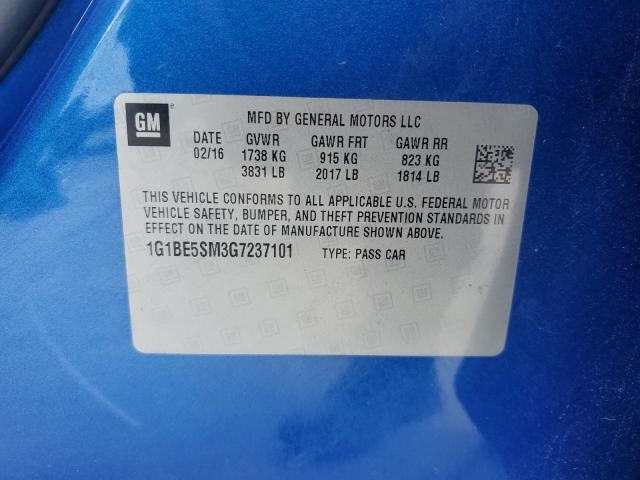 GM
MFD BY GENERAL MOTORS LLC
DATE GVWR GAWR FRT GAWR RR
02/16 1738 KG 915 KG 823 KG
3831 LB 2017 LB 1814 LB
THIS VEHICLE CONFORMS TO ALL APPLICABLE U.S. FEDERAL MOTOR
VEHICLE SAFETY, BUMPER, AND THEFT PREVENTION STANDARDS IN
EFFECT ON THE DATE OF MANUFACTURE SHOWN ABOVE.
1G1BE5SM3G7237101 TYPE: PASS CAR